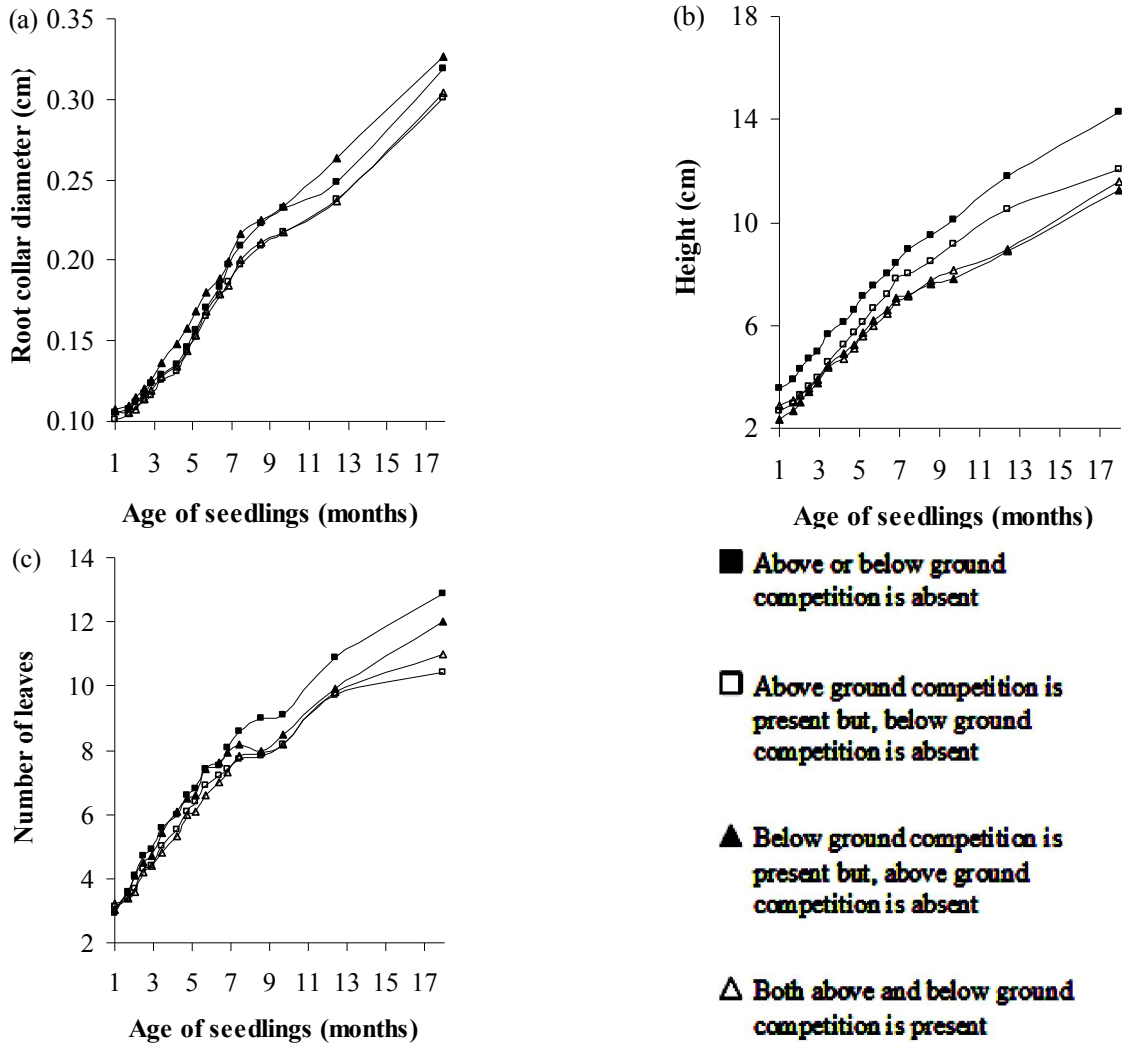 (a)
0.35
0.30
0.25
0.20
0.15
0.10
Root collar diameter (cm)
1 3 5 7 9 11 13 15 17
Age of seedlings (months)
(b)
18
14
10
6
2
Height (cm)
1 3 5 7 9 11 13 15 17
Age of seedlings (months)
(c)
14
12
10
8
6
4
2
Number of leaves
1 3 5 7 9 11 13 15 17
Age of seedlings (months)
Above or below ground
competition is absent
Above ground competition is
present but, below ground
competition is absent
Below ground competition is
present but, above ground
competition is absent
Both above and below ground
competition is present